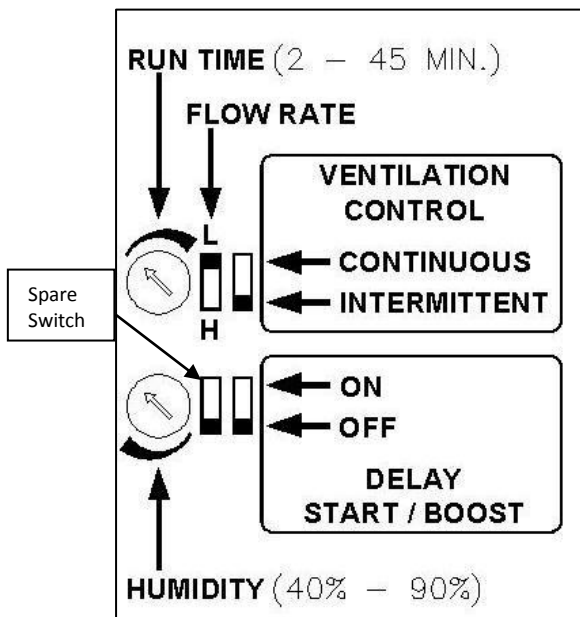 RUN TIME (2 – 45 MIN.)
FLOW RATE
VENTILATION
CONTROL
L
CONTINUOUS
INTERMITTENT
H
Spare
Switch
ON
OFF
DELAY
START / BOOST
HUMIDITY (40% – 90%)